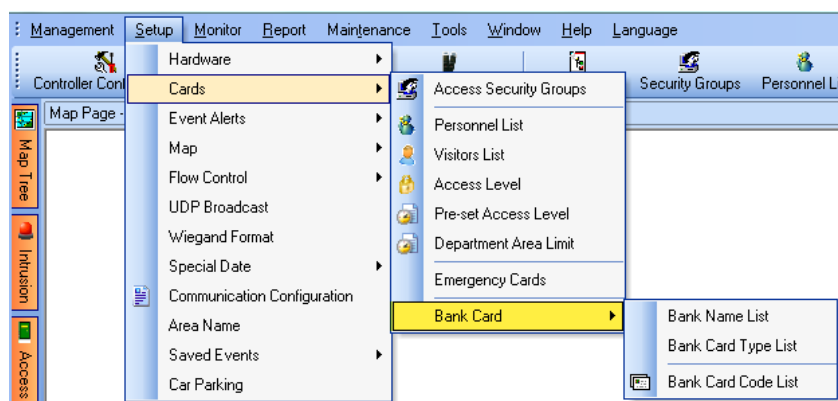 Management Setup Monitor Report Maintenance Tools Window Help Language
Controller Con Security Groups Personnel L
Map Page -
Map Tree
Intrusion
Access
Hardware
Cards
Event Alerts
Map
Flow Control
UDP Broadcast
Wiegand Format
Special Date
Communication Configuration
Area Name
Saved Events
Car Parking
Access Security Groups
Personnel List
Visitors List
Access Level
Pre-set Access Level
Department Area Limit
Emergency Cards
Bank Card
Bank Name List
Bank Card Type List
Bank Card Code List